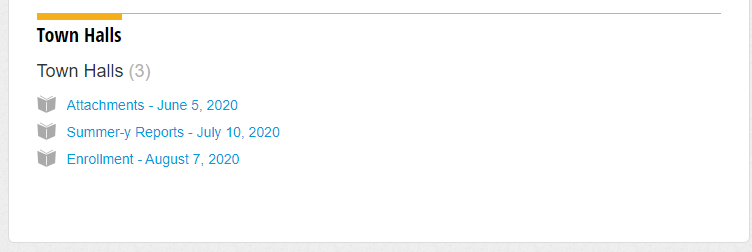 Town Halls
Town Halls (3)
Attachments - June 5, 2020
Summer-y Reports - July 10, 2020
Enrollment - August 7, 2020